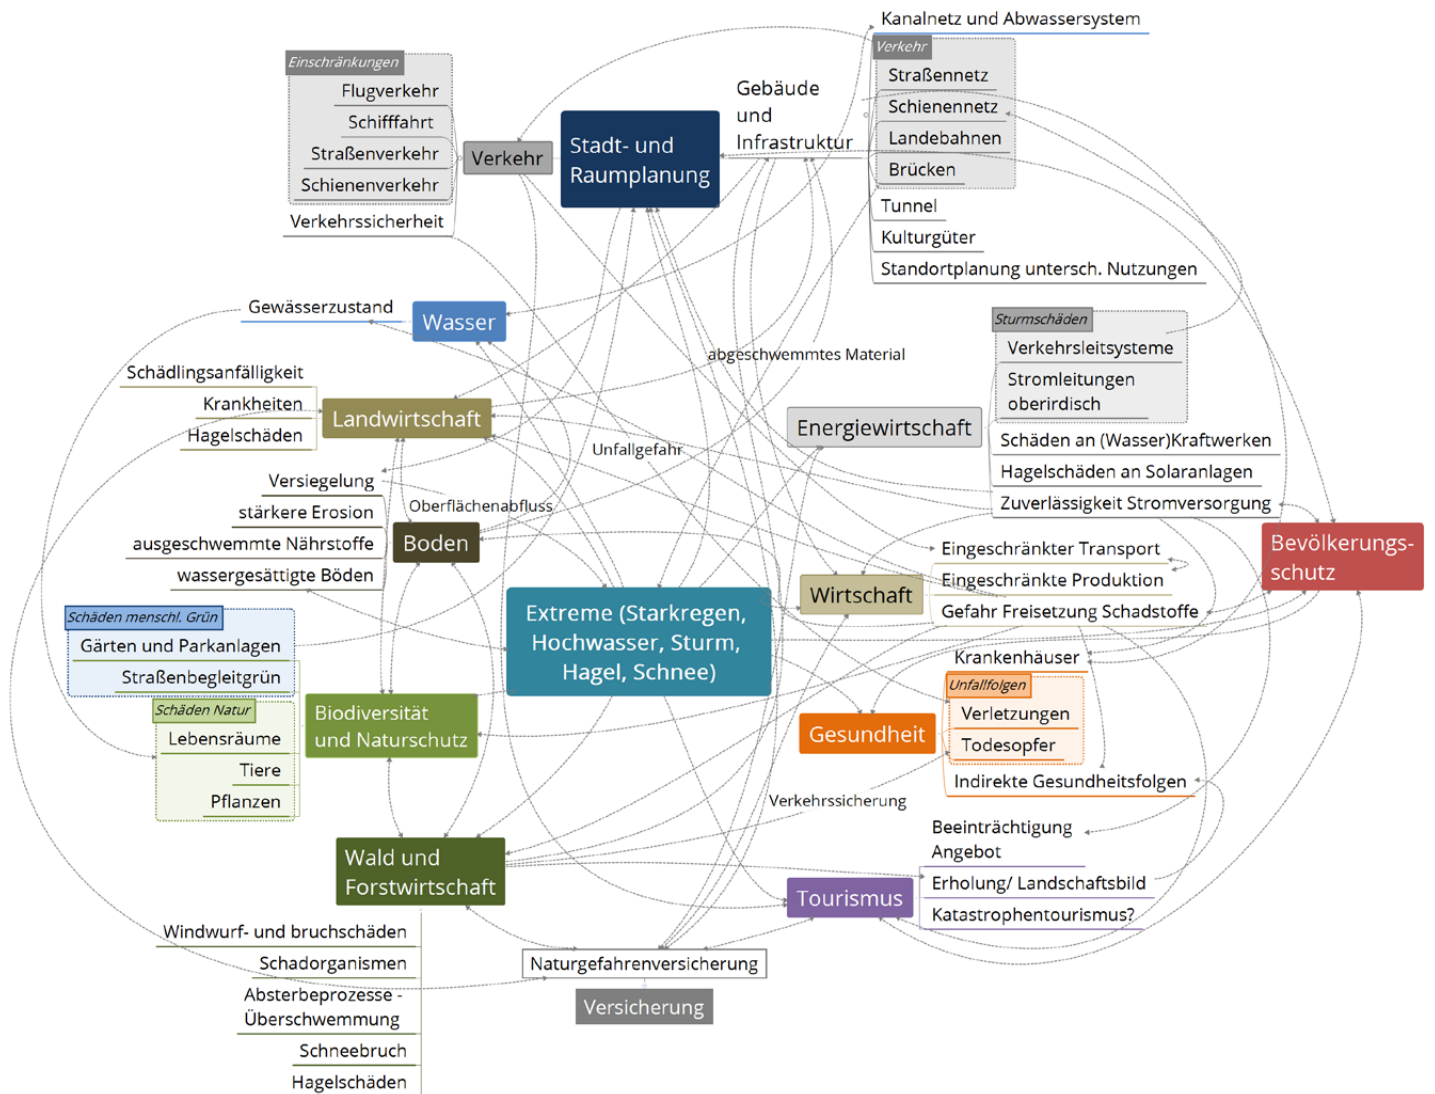 Kanalnetz und Abwassersystem
Verkehr
Straßennetz
Schienennetz
Landebahnen
Brücken
Tunnel
Kulturgüter
Standortplanung untersch. Nutzungen
Gebäude
und
Infrastruktur
Stadt- und
Raumplanung
Verkehr
Einschränkungen
Flugverkehr
Schifffahrt
Straßenverkehr
Schienenverkehr
Verkehrssicherheit
Gewässerzustand
Wasser
Schädlingsanfälligkeit
Krankheiten
Hagelschäden
Landwirtschaft
abgeschwemmtes Material
Unfallgefahr
Oberflächenabfluss
Sturmschäden
Verkehrsleitsysteme
Stromleitungen
oberirdisch
Schäden an (Wasser)Kraftwerken
Hagelschäden an Solaranlagen
Zuverlässigkeit Stromversorgung
Energiewirtschaft
Versiegelung
stärkere Erosion
ausgeschwemmte Nährstoffe
wassergesättigte Böden
Boden
Bevölkerungs-
schutz
Eingeschränkter Transport
Eingeschränkte Produktion
Gefahr Freisetzung Schadstoffe
Wirtschaft
Extreme (Starkregen,
Hochwasser, Sturm,
Hagel, Schnee)
Schäden menschl. Grün
Gärten und Parkanlagen
Straßenbegleitgrün
Schäden Natur
Lebensräume
Tiere
Pflanzen
Biodiversität
und Naturschutz
Krankenhäuser
Unfallfolgen
Verletzungen
Todesopfer
Indirekte Gesundheitsfolgen
Gesundheit
Verkehrssicherung
Wald und
Forstwirtschaft
Windwurf- und bruchschäden
Schadorganismen
Absterbeprozesse -
Überschwemmung
Schneebruch
Hagelschäden
Beeinträchtigung
Angebot
Erholung/ Landschaftsbild
Katastrophentourismus?
Tourismus
Naturgefahrenversicherung
Versicherung